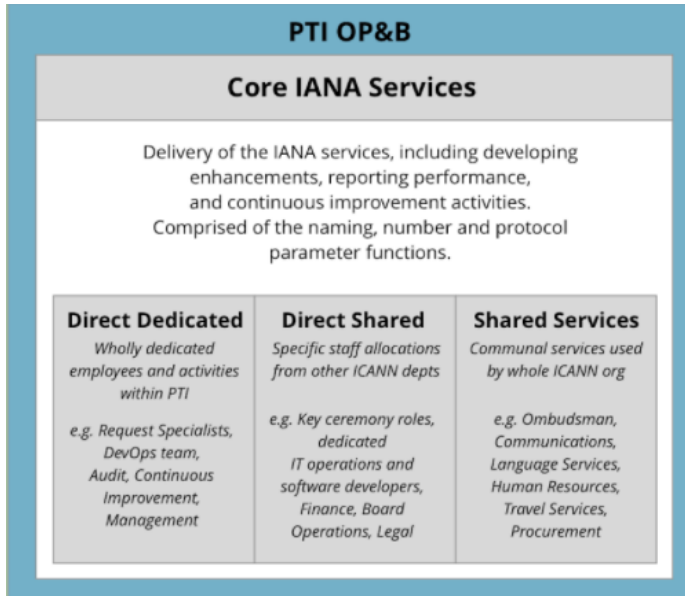 PTI OP&B
Core IANA Services
Delivery of the IANA services, including developing
enhancements, reporting performance,
and continuous improvement activities.
Comprised of the naming, number and protocol
parameter functions.
Direct Dedicated
Wholly dedicated
employees and activities
within PTI
e.g. Request Specialists,
DevOps team,
Audit, Continuous
Improvement,
Management
Direct Shared
Specific staff allocations
from other ICANN depts
e.g. Key ceremony roles,
dedicated
IT operations and
software developers,
Finance, Board
Operations, Legal
Shared Services
Communal services used
by whole ICANN org
e.g. Ombudsman,
Communications,
Language Services,
Human Resources,
Travel Services,
Procurement